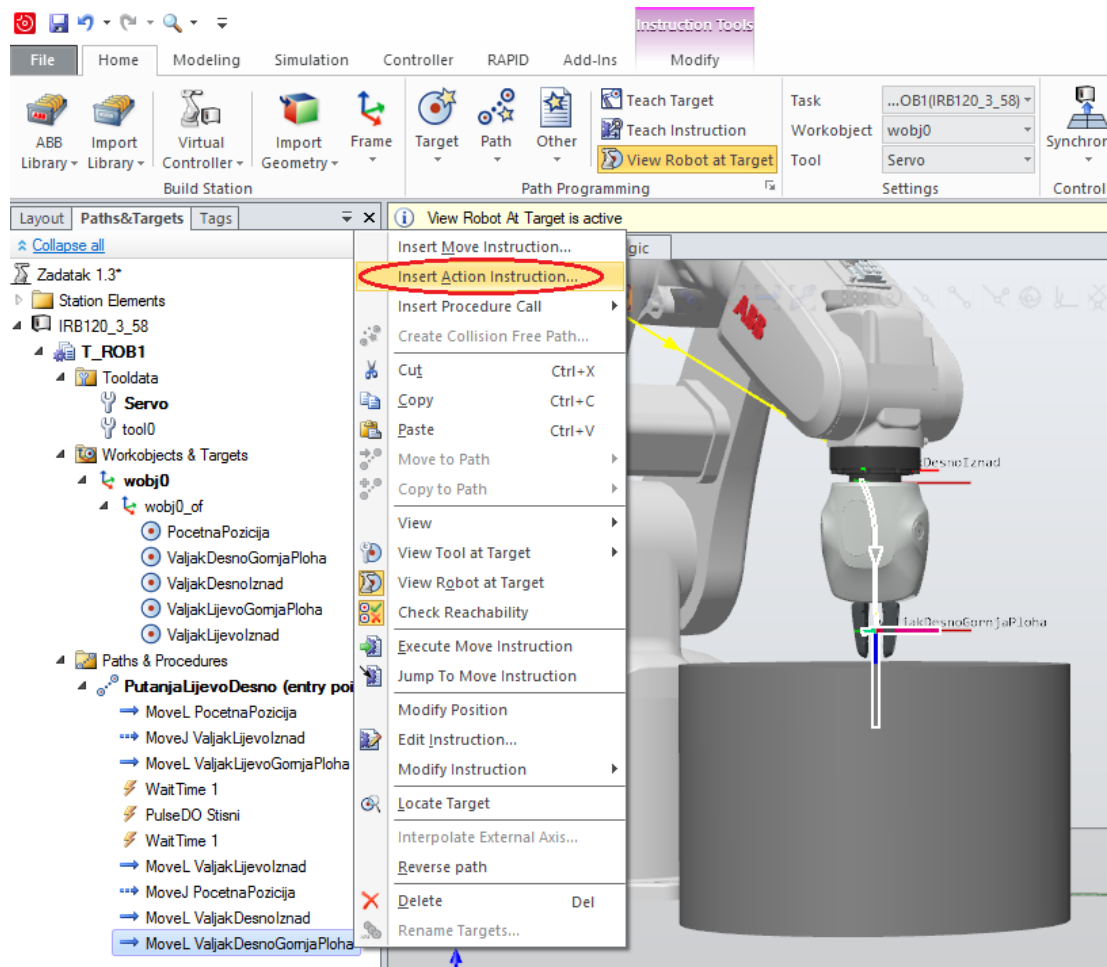 Instruction Tools
File Home Modeling Simulation Controller RAPID Add-Ins Modify
ABB Library
Import Library
Virtual Controller
Import Geometry
Frame
Build Station
Target
Path
Other
Teach Target
Teach Instruction
View Robot at Target
Path Programming
Task ...OB1(IRB120_3_58)
Workobject wobj0
Tool Servo
Settings
Synchron
Control
Layout Paths&Targets Tags
View Robot At Target is active
Collapse all
gic
Zadatak 1.3*
Station Elements
IRB120_3_58
T_ROB1
Tooldata
Servo
tool0
Workobjects & Targets
wobj0
wobj0_of
PocetnaPozicija
ValjakDesnoGornjaPloha
ValjakDesnoIznad
ValjakLijevoGornjaPloha
ValjakLijevoIznad
Paths & Procedures
PutanjaLijevoDesno (entry poi
MoveL PocetnaPozicija
MoveJ ValjakLijevoIznad
MoveL ValjakLijevoGornjaPloha
WaitTime 1
PulseDO Stisni
WaitTime 1
MoveL ValjakLijevoIznad
MoveJ PocetnaPozicija
MoveL ValjakDesnoIznad
MoveL ValjakDesnoGornjaPloha
Insert Move Instruction...
Insert Action Instruction...
Insert Procedure Call
Create Collision Free Path...
Cut Ctrl+X
Copy Ctrl+C
Paste Ctrl+V
Move to Path
Copy to Path
View
View Tool at Target
View Robot at Target
Check Reachability
Execute Move Instruction
Jump To Move Instruction
Modify Position
Edit Instruction...
Modify Instruction
Locate Target
Interpolate External Axis...
Reverse path
Delete Del
Rename Targets...
ABB
kDesnoIznad
jakDesnoGornjaPloha